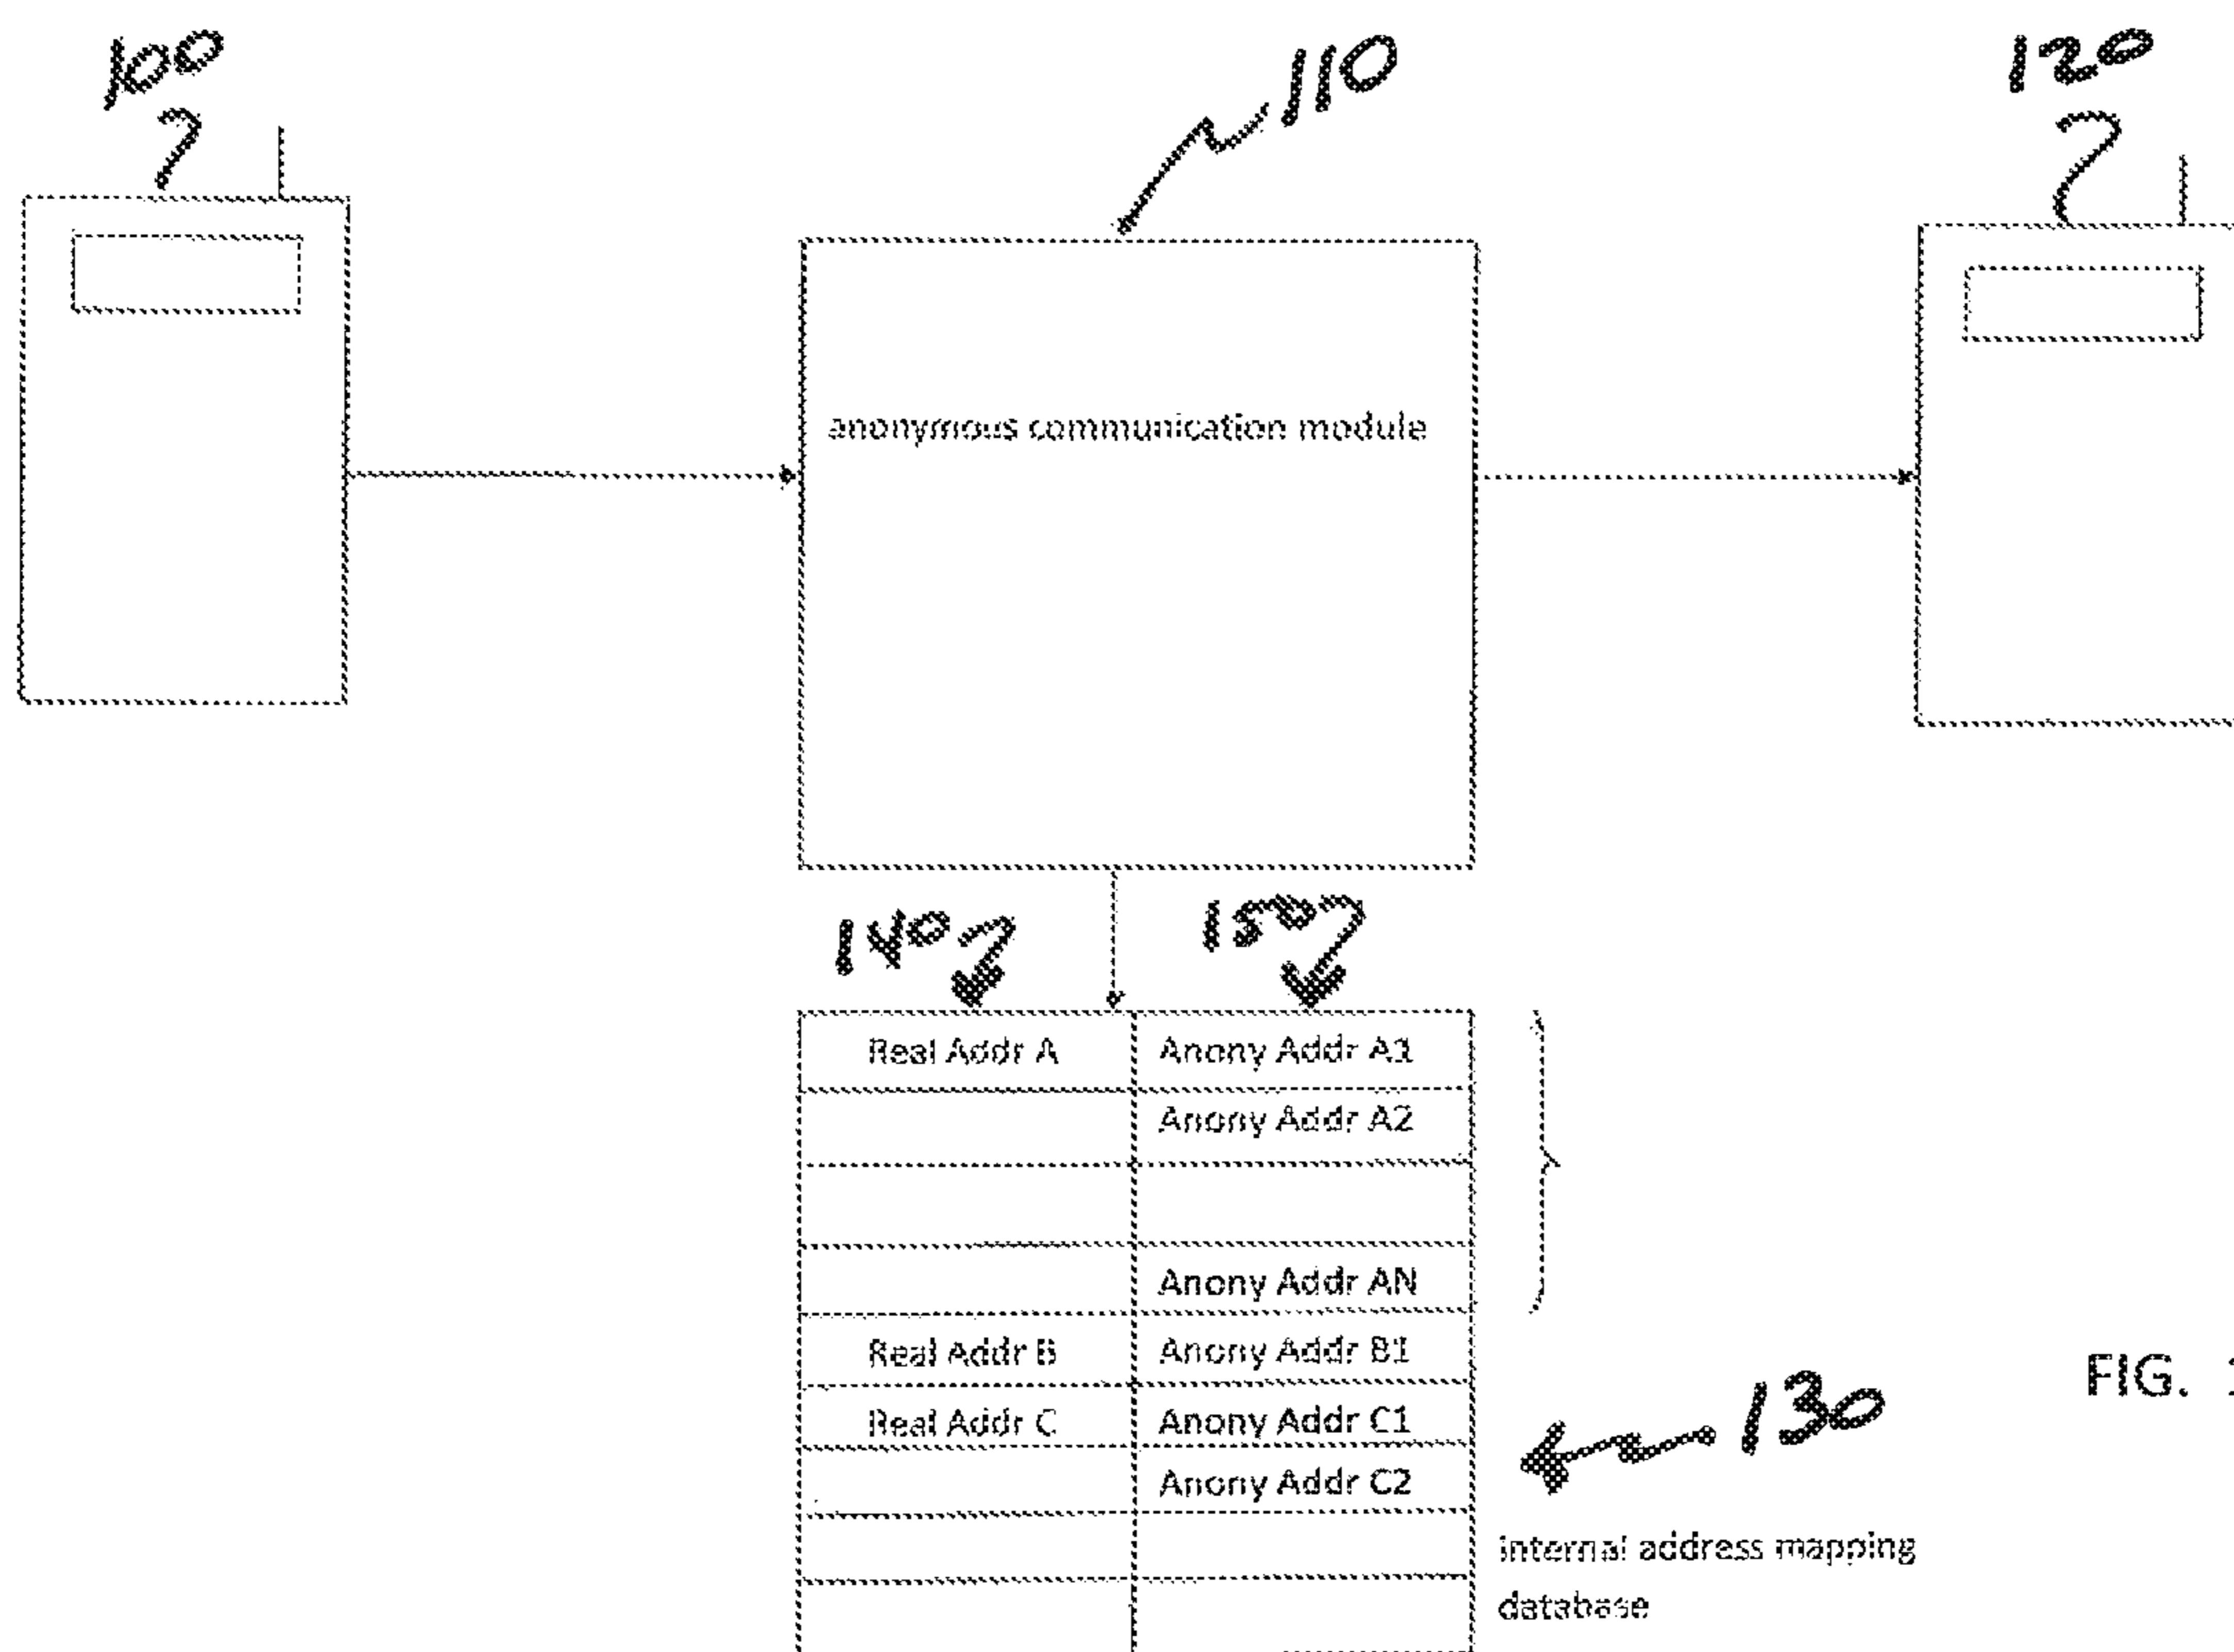 100
110
120
anonymous communication module
140
150
Real Addr A Anony Addr A1
Anony Addr A2
Anony Addr AN
Real Addr B Anony Addr B1
Real Addr C Anony Addr C1
Anony Addr C2
130
FIG.
internal address mapping
database